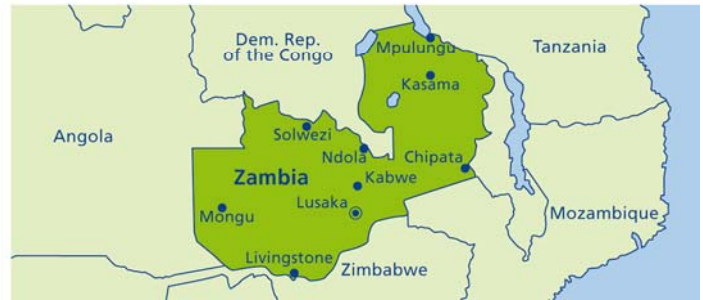 Mpulungu
Dem. Rep.
of the Congo
Tanzania
Kasama
Angola
Solwezi
Ndola
Chipata
Zambia
Kabwe
Lusaka
Mongu
Mozambique
Livingstone
Zimbabwe